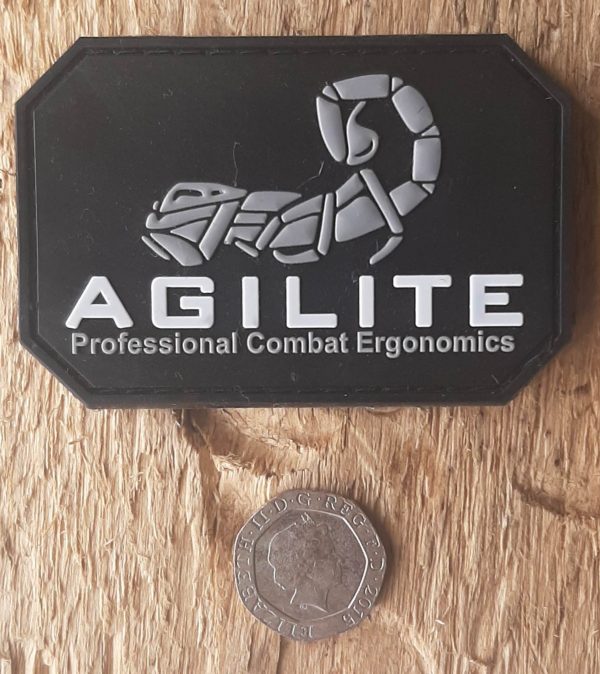 AGILITE
Professional Combat Ergonomics
ELIZABETH·II·D·G·REG·F·D·2015